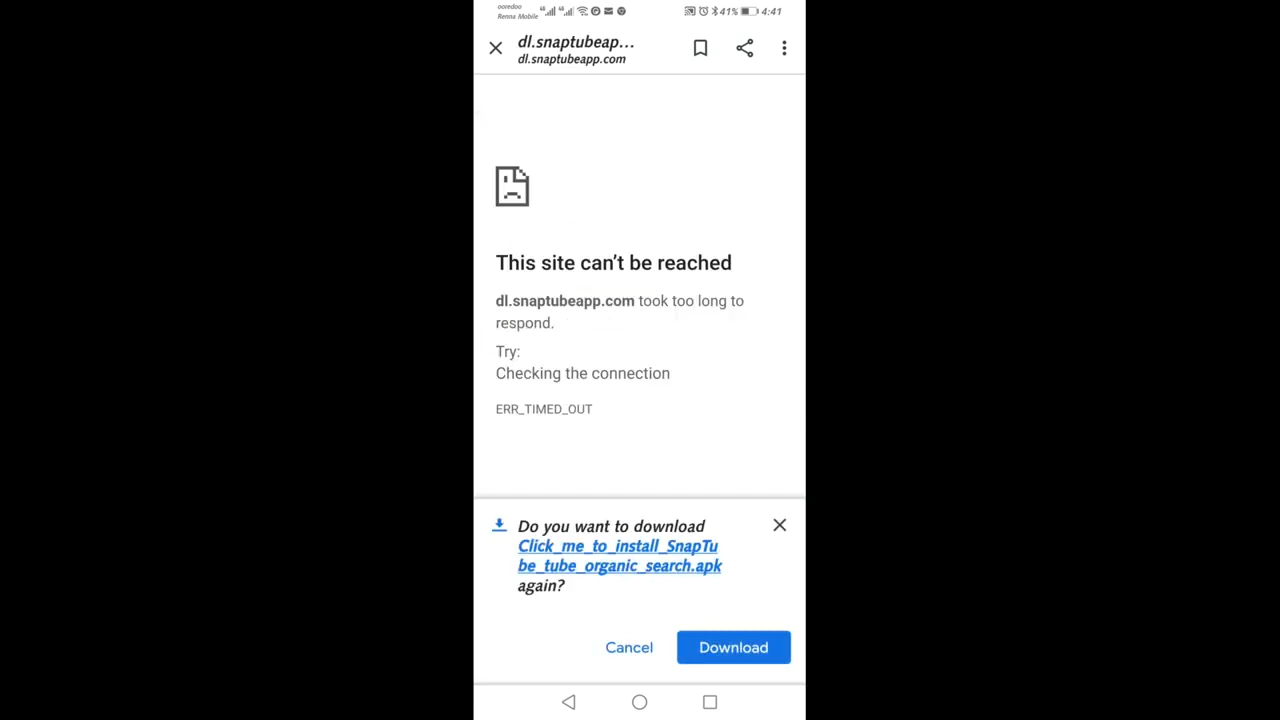 ooredoo
Renna Mobile
4G 4G 41% 4:41
dl.snaptubeap...
dl.snaptubeapp.com
This site can't be reached
dl.snaptubeapp.com took too long to
respond.
Try:
Checking the connection
ERR_TIMED_OUT
Do you want to download
Click_me_to_install_SnapTu
be_tube_organic_search.apk
again?
Cancel Download